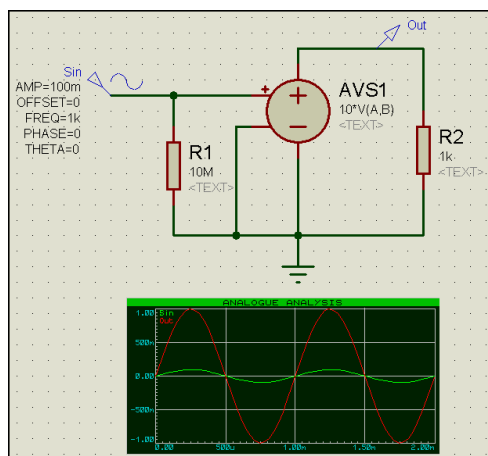 Out
Sin
AMP=100m
OFFSET=0
FREQ=1k
PHASE=0
THETA=0
+
AVS1
10*V(A,B)
<TEXT>
R1
10M
<TEXT>
R2
1k
<TEXT>
ANALOGUE ANALYSIS
1.00
Sin
Out
500m
0.00
-500m
-1.00
0.00
500u
1.00m
1.50m
2.00m